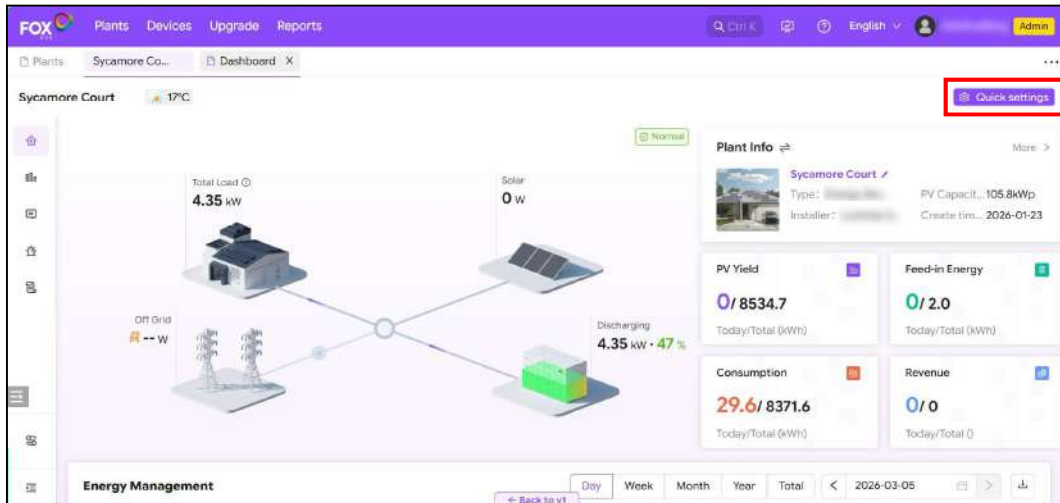 FOX ESS Plants Devices Upgrade Reports Ctrl K English Admin
Plants Sycamore Co... Dashboard X ...
Sycamore Court 17°C Quick settings
Normal
Total Load
4.35 kW
Solar
0 W
Off Grid
-- W
Discharging
4.35 kW · 47 %
Plant Info More >
Sycamore Court
Type: PV Capacit... 105.8kWp
Installer: Create tim... 2026-01-23
PV Yield
0/ 8534.7
Today/Total (kWh)
Feed-in Energy
0/ 2.0
Today/Total (kWh)
Consumption
29.6/ 8371.6
Today/Total (kWh)
Revenue
0/ 0
Today/Total ()
Energy Management Day Week Month Year Total < 2026-03-05 >
← Back to v1